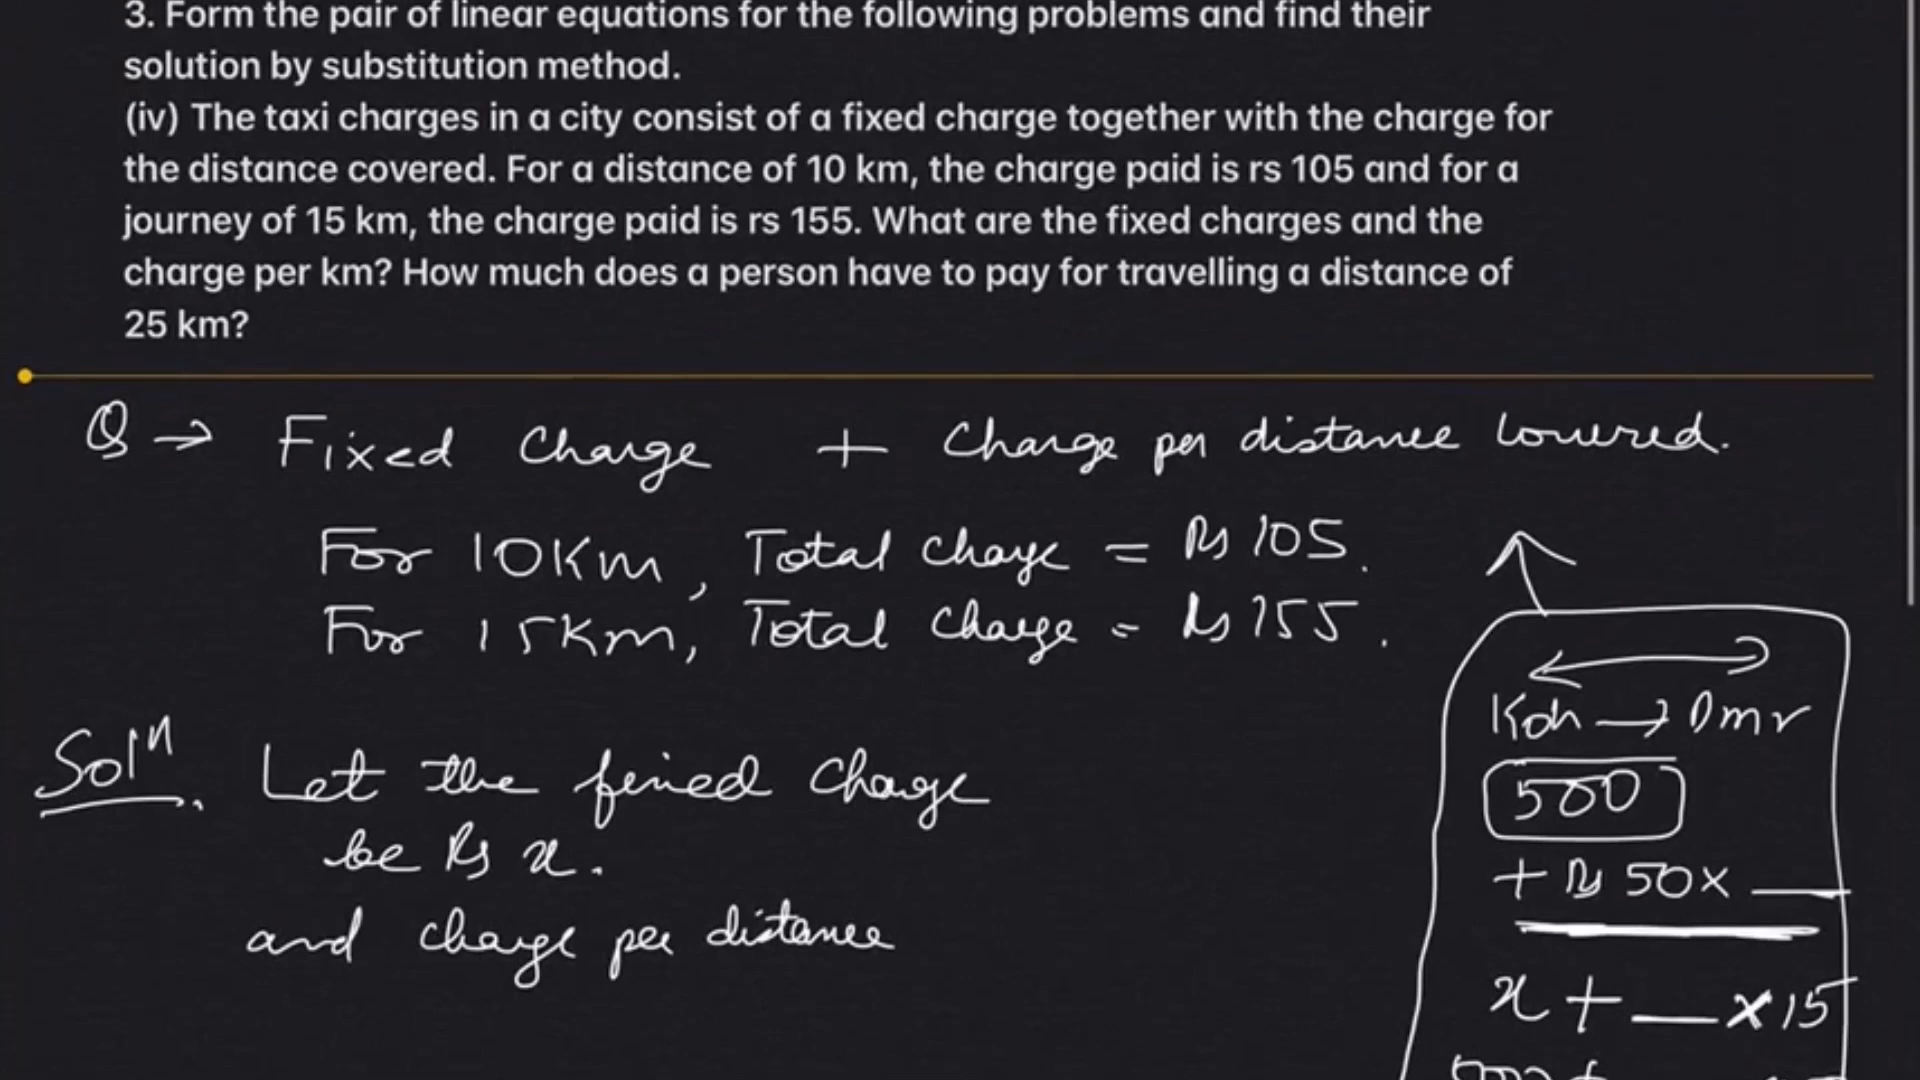 3. Form the pair of linear equations for the following problems and find their
solution by substitution method.
(iv) The taxi charges in a city consist of a fixed charge together with the charge for
the distance covered. For a distance of 10 km, the charge paid is rs 105 and for a
journey of 15 km, the charge paid is rs 155. What are the fixed charges and the
charge per km? How much does a person have to pay for travelling a distance of
25 km?
Q → Fixed Charge + Charge per distance covered.
For 10Km, Total charge = Rs 105.
For 15Km, Total charge = Rs 155.
Solⁿ. Let the fixed charge
be Rs x.
and charge per distance
Koh → Dmr
500
+ Rs 50x __
x + __ x 15